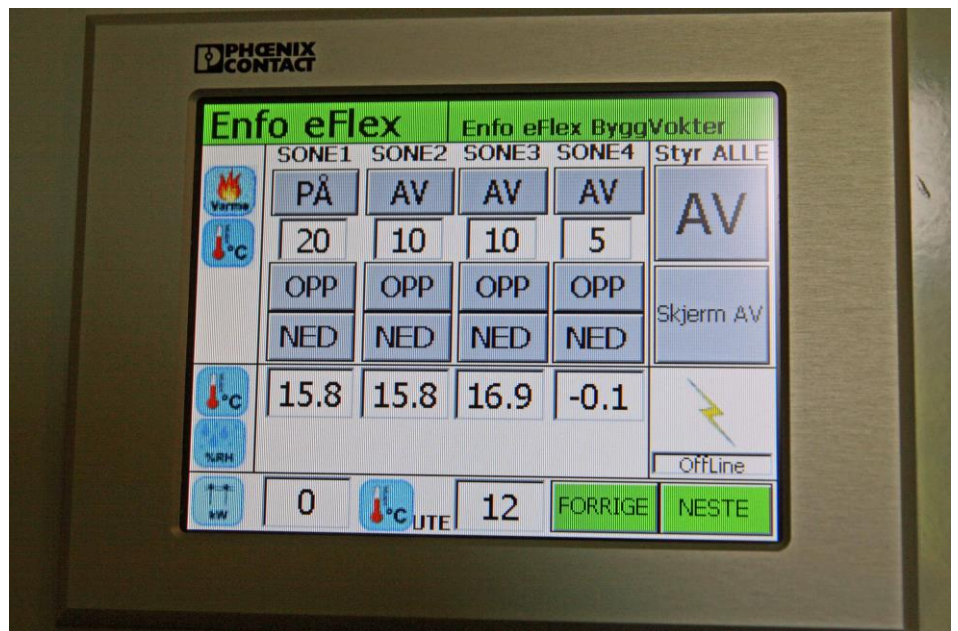 PHŒNIX
CONTACT
Enfo eFlex Enfo eFlex ByggVokter
SONE1 SONE2 SONE3 SONE4 Styr ALLE
Varme PÅ AV AV AV AV
°C 20 10 10 5
OPP OPP OPP OPP Skjerm AV
NED NED NED NED
°C 15.8 15.8 16.9 -0.1
%RH OffLine
kW 0 °C UTE 12 FORRIGE NESTE